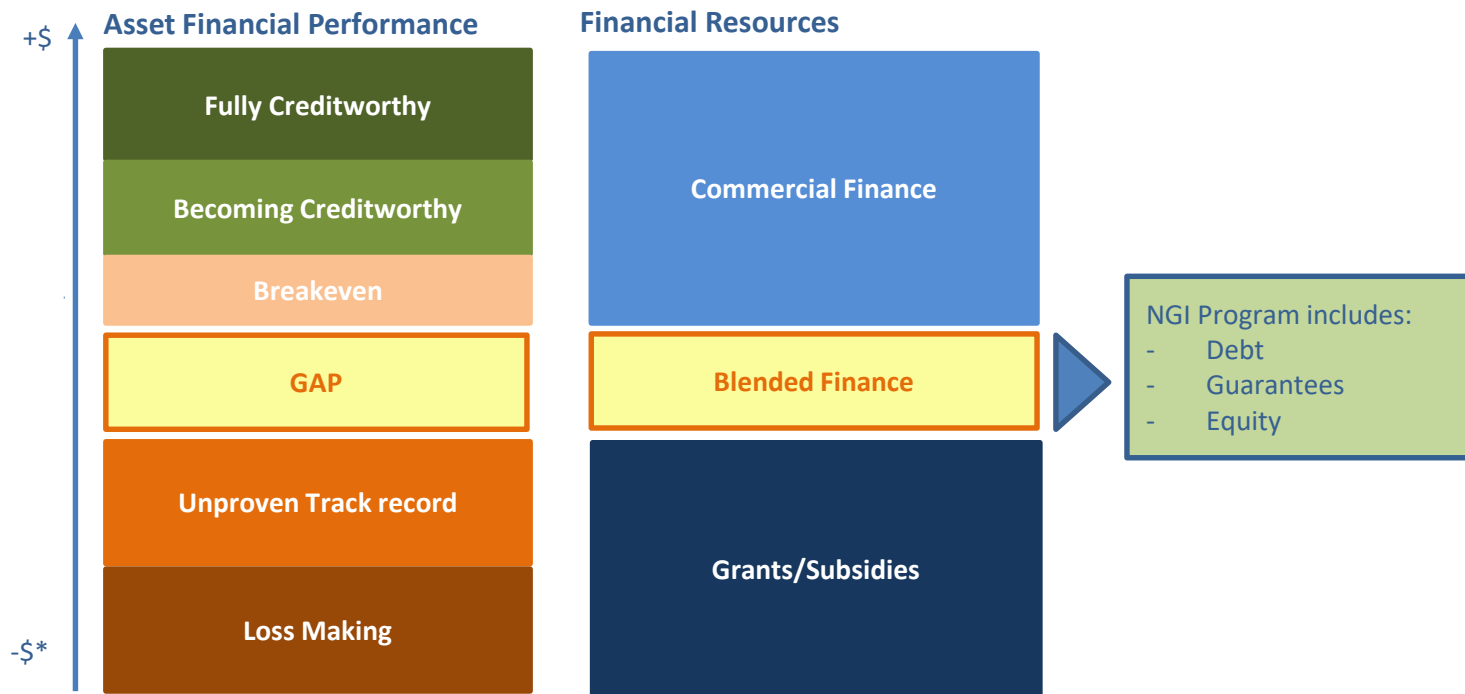 Asset Financial Performance
Financial Resources
+$
Fully Creditworthy
Becoming Creditworthy
Breakeven
GAP
Unproven Track record
Loss Making
-$*
Commercial Finance
Blended Finance
Grants/Subsidies
NGI Program includes:
- Debt
- Guarantees
- Equity